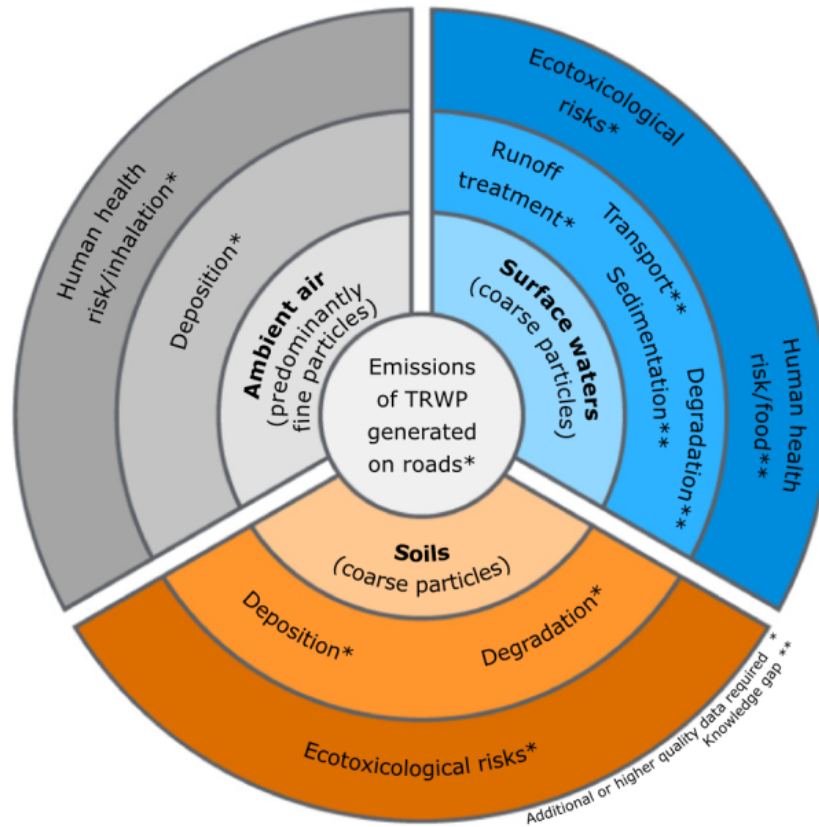 Emissions
of TRWP
generated
on roads*
Ambient air
(predominantly
fine particles)
Deposition*
Human health
risk/inhalation*
Surface waters
(coarse particles)
Runoff
treatment*
Transport**
Sedimentation**
Degradation**
Ecotoxicological
risks*
Human health
risk/food**
Soils
(coarse particles)
Deposition*
Degradation*
Ecotoxicological risks*
Additional or higher quality data required *
Knowledge gap **